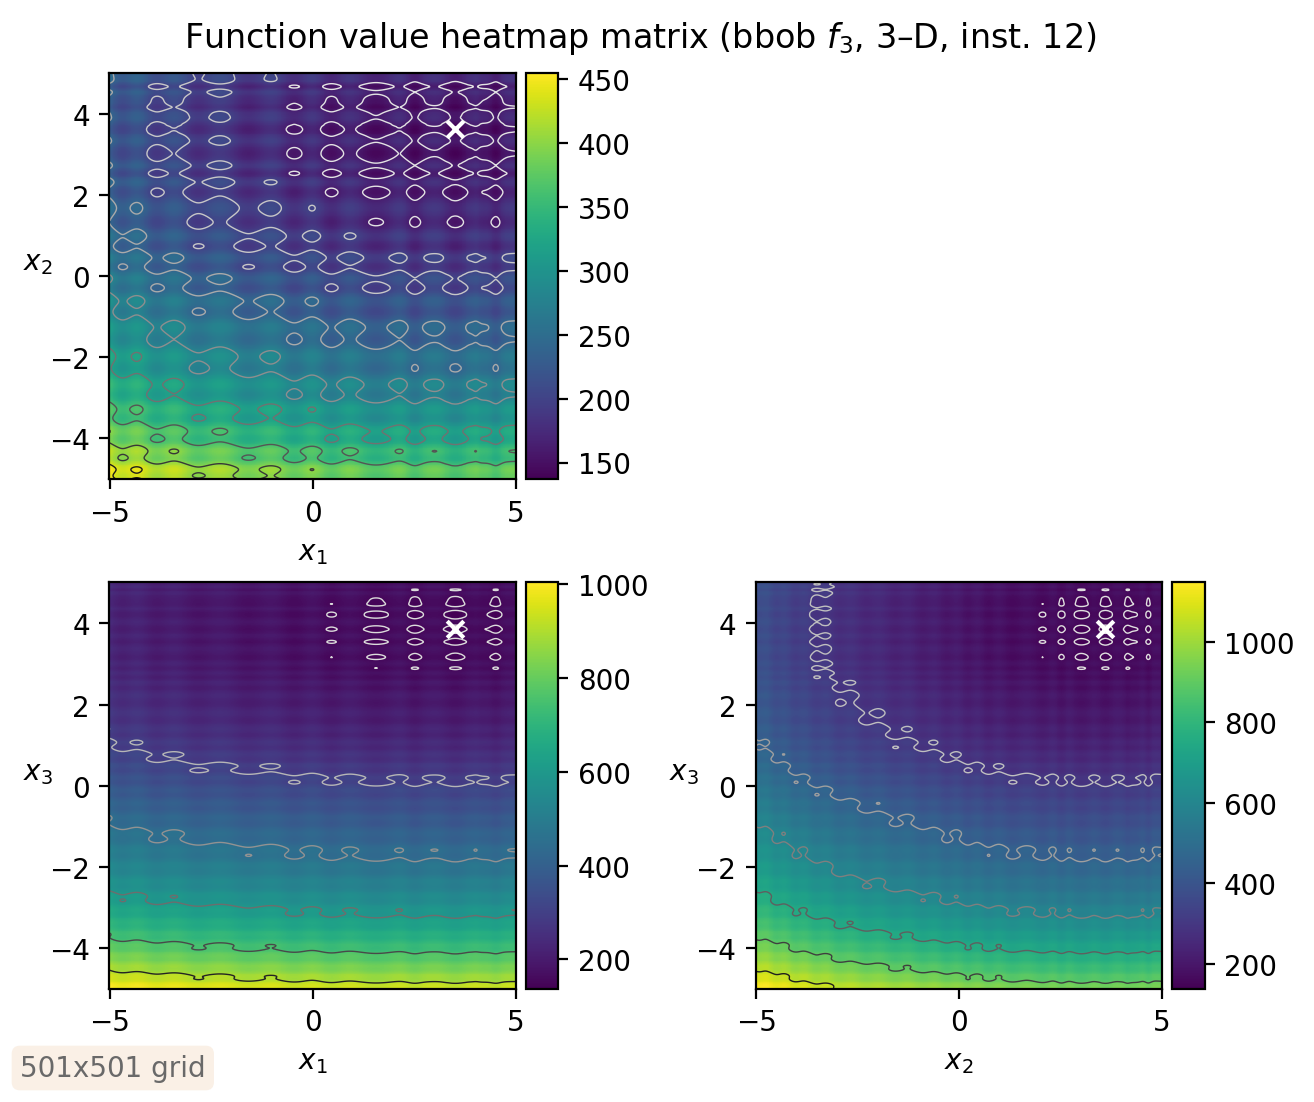 Function value heatmap matrix (bbob f₃, 3–D, inst. 12)
4
2
0
−2
−4
x₂
−5 0 5
x₁
450
400
350
300
250
200
150
4
2
0
−2
−4
x₃
−5 0 5
x₁
1000
800
600
400
200
4
2
0
−2
−4
x₃
−5 0 5
x₂
1000
800
600
400
200
501x501 grid